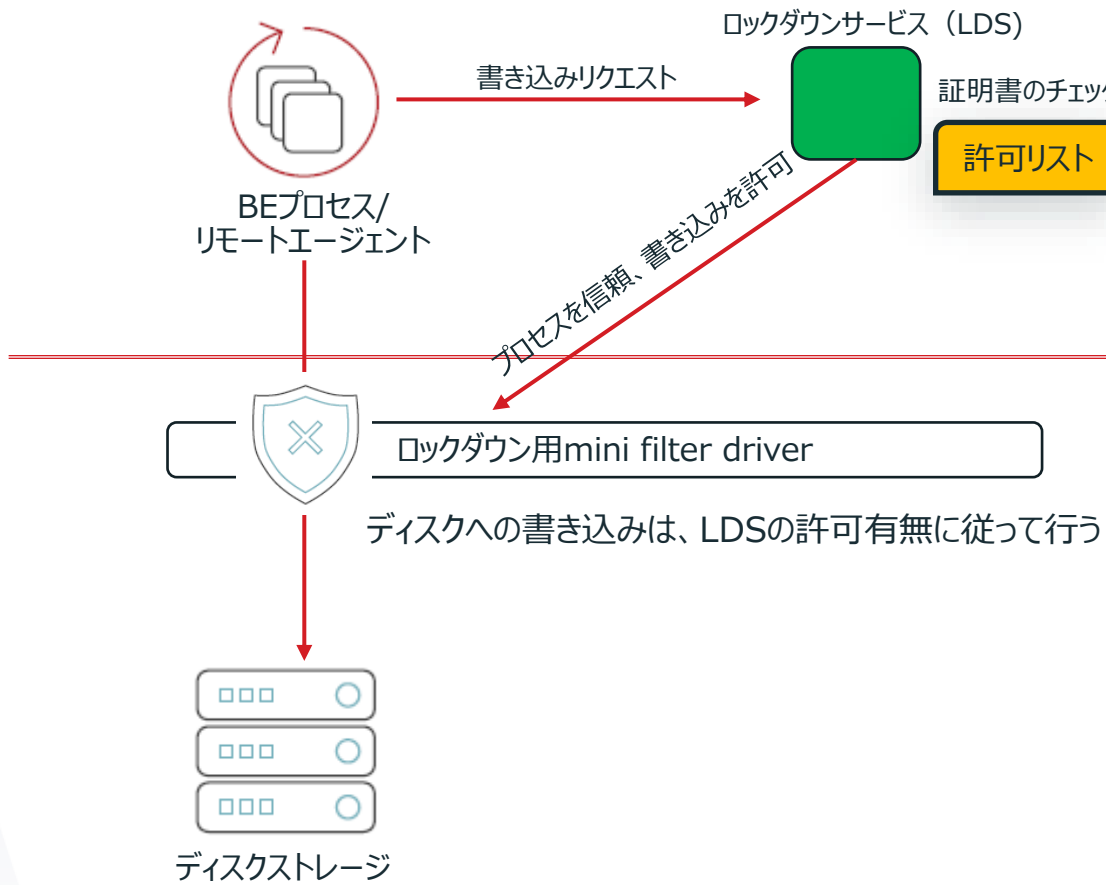 ロックダウンサービス（LDS)
書き込みリクエスト
証明書のチェック
許可リスト
BEプロセス/
リモートエージェント
プロセスを信頼、書き込みを許可
ロックダウン用mini filter driver
ディスクへの書き込みは、LDSの許可有無に従って行う
ディスクストレージ